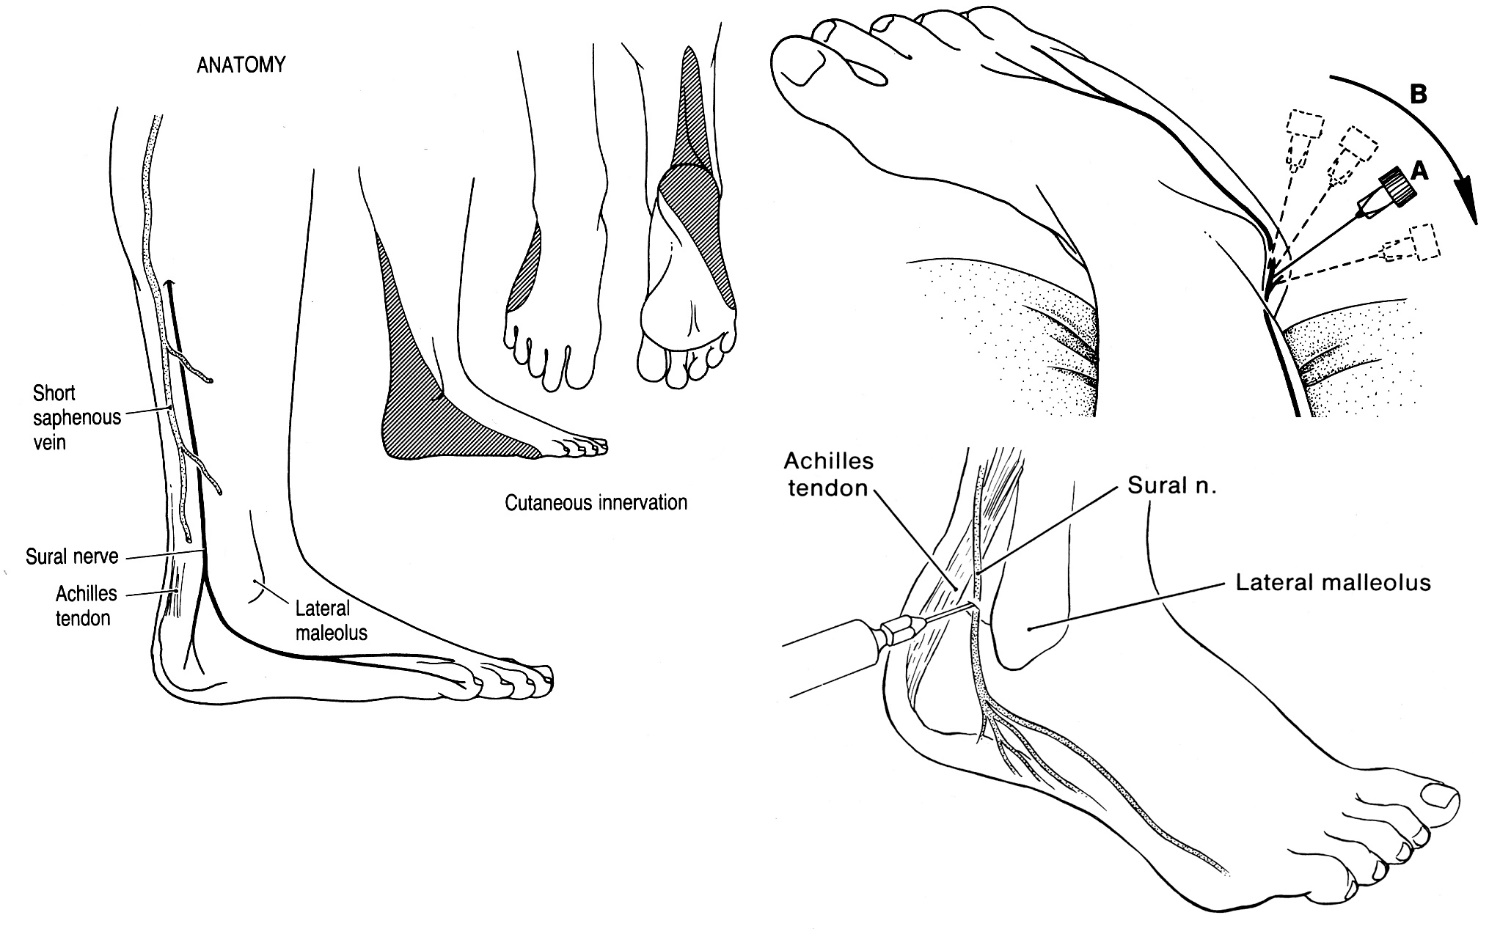 ANATOMY
Short
saphenous
vein
Sural nerve
Achilles
tendon
Lateral
maleolus
Cutaneous innervation
B
A
Achilles
tendon
Sural n.
Lateral malleolus